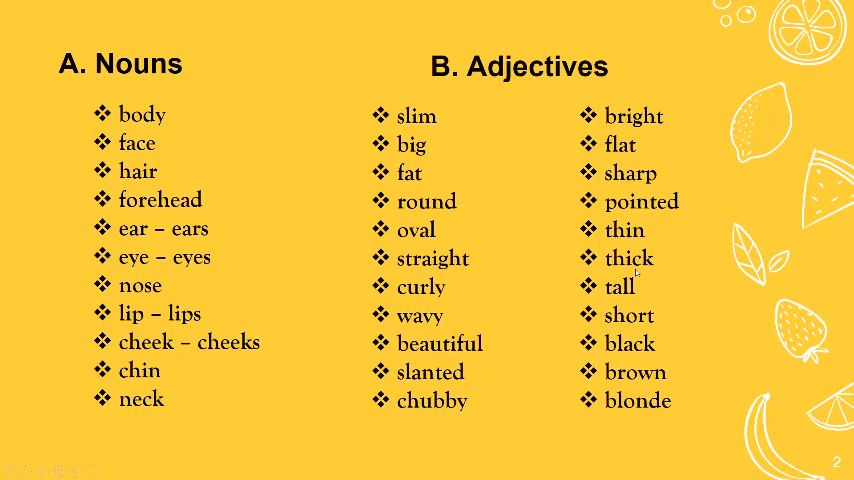 A. Nouns
body
face
hair
forehead
ear – ears
eye – eyes
nose
lip – lips
cheek – cheeks
chin
neck
B. Adjectives
slim
big
fat
round
oval
straight
curly
wavy
beautiful
slanted
chubby
bright
flat
sharp
pointed
thin
thick
tall
short
black
brown
blonde
2